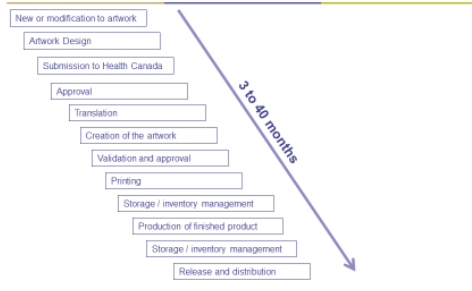 New or modification to artwork
Artwork Design
Submission to Health Canada
Approval
Translation
Creation of the artwork
Validation and approval
Printing
Storage / inventory management
Production of finished product
Storage / inventory management
Release and distribution
3 to 40 months